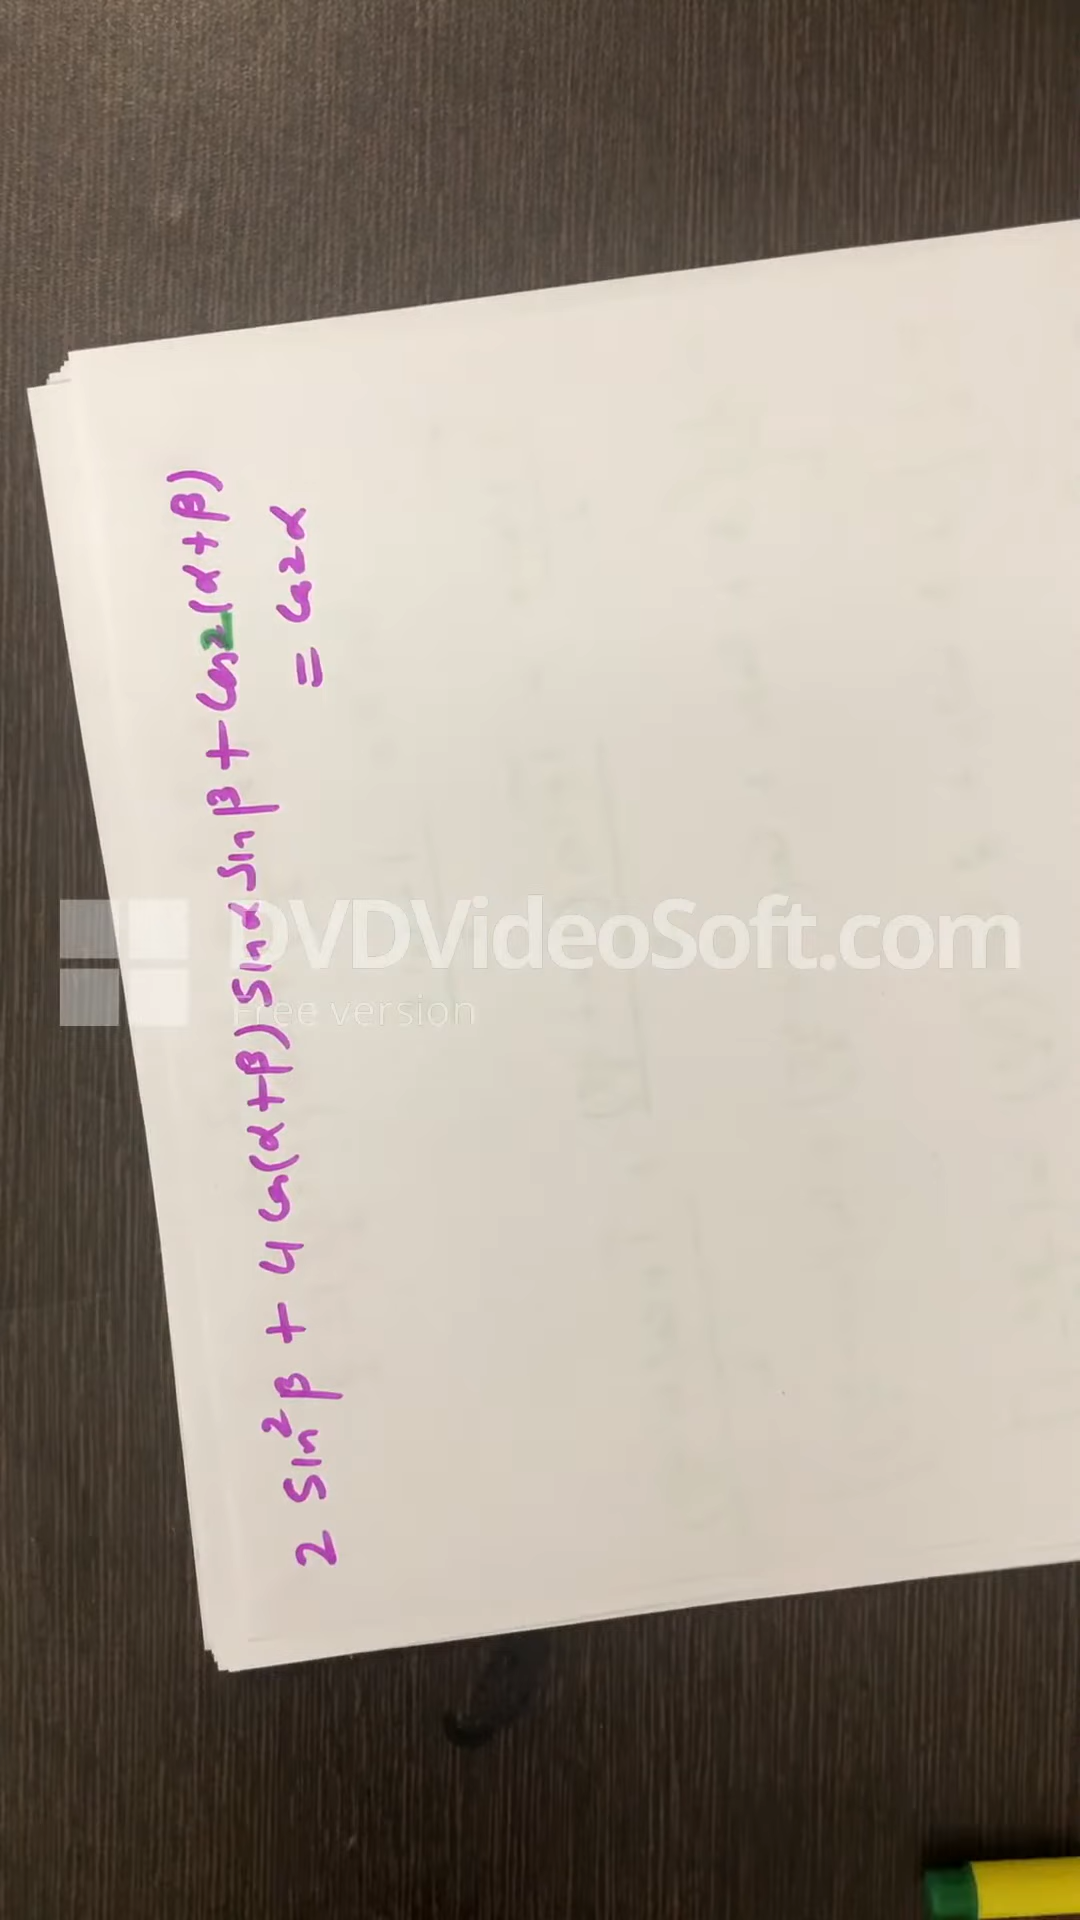 2 sin²β + 4 cos(α+β) sinα sinβ + cos2(α+β)
= cos2α
DVDVideoSoft.com
Free version